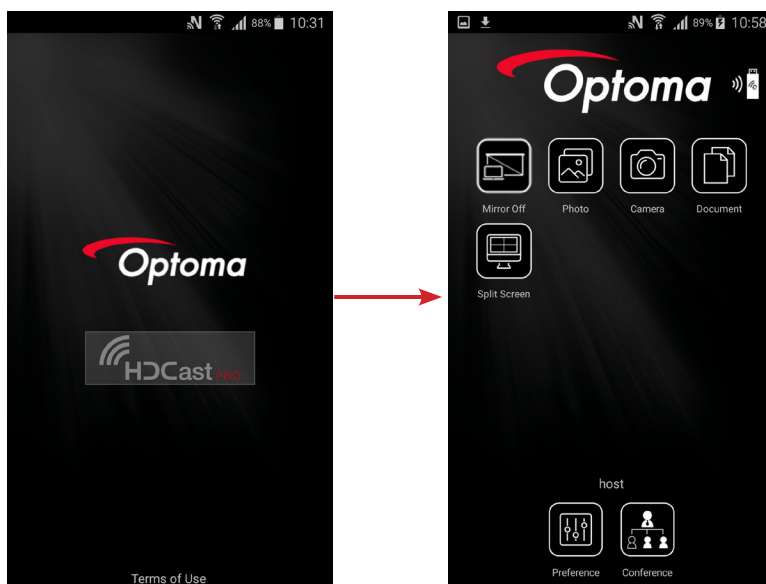 88% 10:31
Optoma
HDCast PRO
Terms of Use
89% 10:58
Optoma
Mirror Off Photo Camera Document
Split Screen
host
Preference Conference